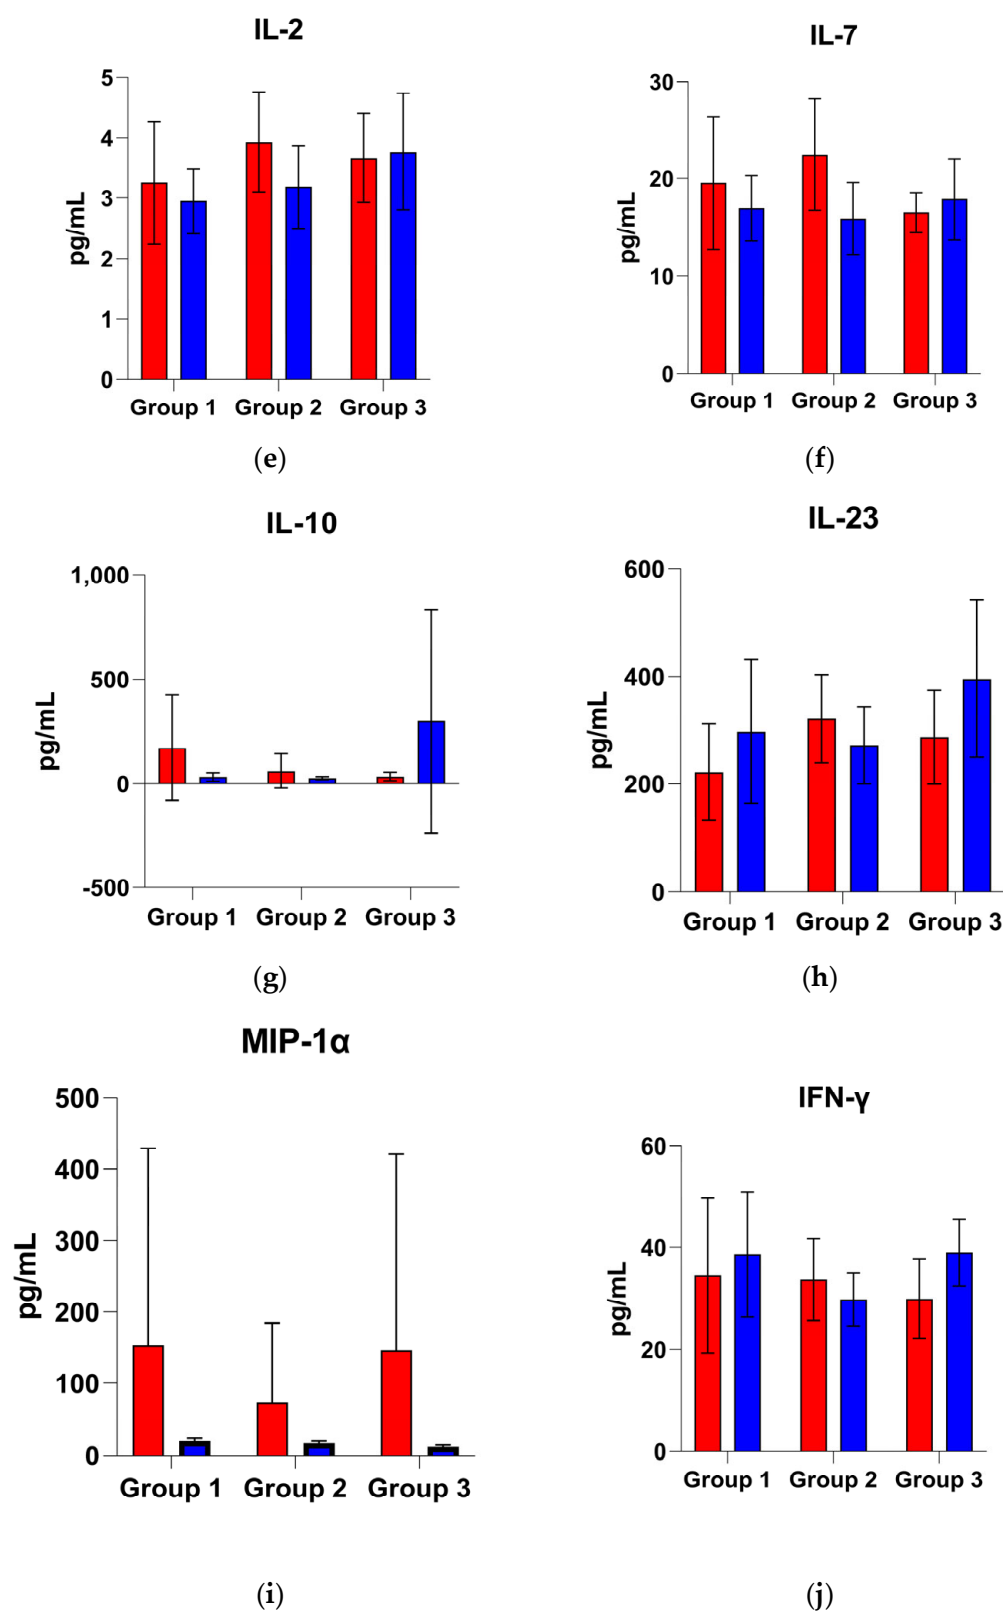 IL-2
5
4
3
2
1
0
pg/mL
Group 1 Group 2 Group 3
(e)
IL-7
30
20
10
0
pg/mL
Group 1 Group 2 Group 3
(f)
IL-10
1,000
500
0
-500
pg/mL
Group 1 Group 2 Group 3
(g)
IL-23
600
400
200
0
pg/mL
Group 1 Group 2 Group 3
(h)
MIP-1α
500
400
300
200
100
0
pg/mL
Group 1 Group 2 Group 3
(i)
IFN-γ
60
40
20
0
pg/mL
Group 1 Group 2 Group 3
(j)